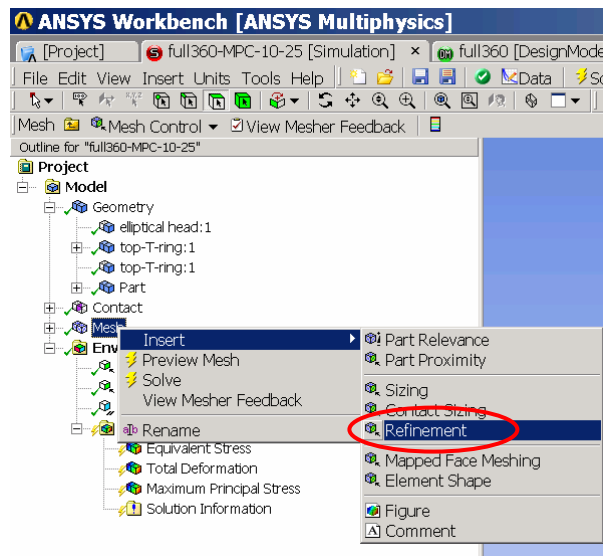 ANSYS Workbench [ANSYS Multiphysics]
[Project] full360-MPC-10-25 [Simulation] × full360 [DesignMode
File Edit View Insert Units Tools Help Data So
Mesh Mesh Control View Mesher Feedback
Outline for "full360-MPC-10-25"
Project
Model
Geometry
elliptical head:1
top-T-ring:1
top-T-ring:1
Part
Contact
Mesh
Env
Insert
Preview Mesh
Solve
View Mesher Feedback
Rename
Part Relevance
Part Proximity
Sizing
Contact Sizing
Refinement
Mapped Face Meshing
Element Shape
Figure
Comment
Equivalent Stress
Total Deformation
Maximum Principal Stress
Solution Information